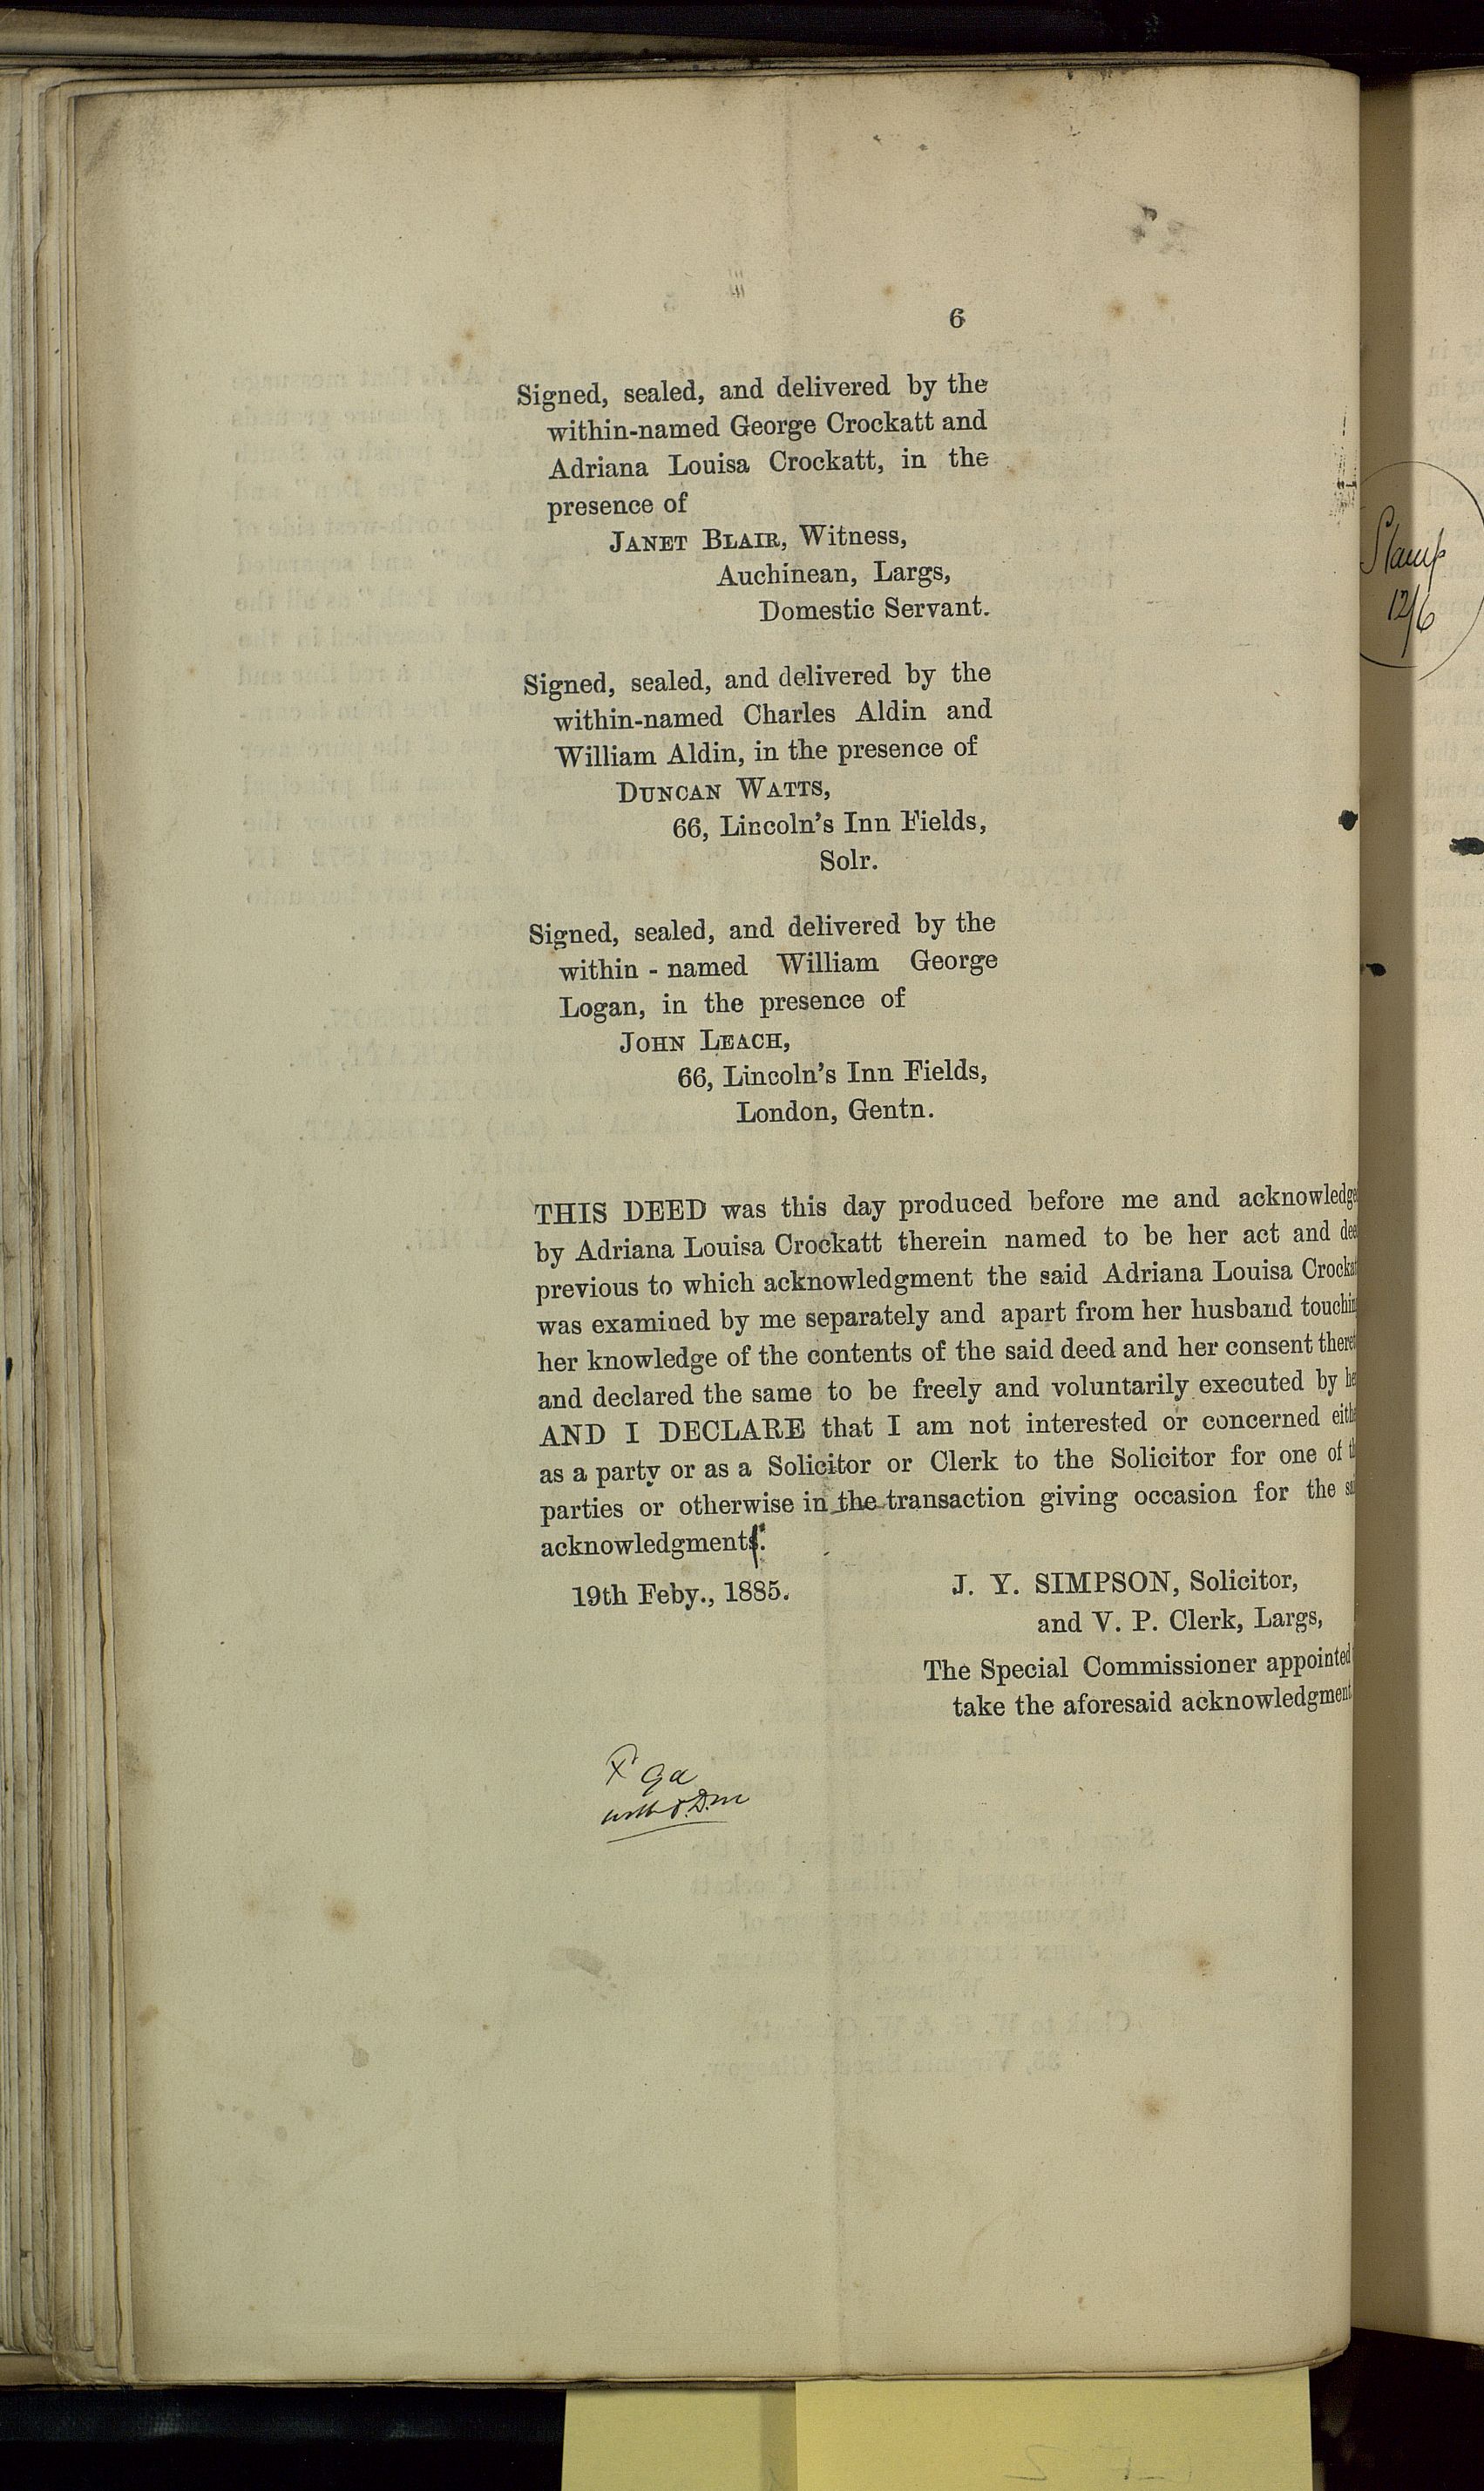 6
Signed, sealed, and delivered by the
within-named George Crockatt and
Adriana Louisa Crockatt, in the
presence of
JANET BLAIR, Witness,
Auchinean, Largs,
Domestic Servant.
Signed, sealed, and delivered by the
within-named Charles Aldin and
William Aldin, in the presence of
DUNCAN WATTS,
66, Lincoln's Inn Fields,
Solr.
Signed, sealed, and delivered by the
within-named William George
Logan, in the presence of
JOHN LEACH,
66, Lincoln's Inn Fields,
London, Gentn.
THIS DEED was this day produced before me and acknowledge
by Adriana Louisa Crockatt therein named to be her act and dee
previous to which acknowledgment the said Adriana Louisa Crocka
was examined by me separately and apart from her husband touchin
her knowledge of the contents of the said deed and her consent there
and declared the same to be freely and voluntarily executed by he
AND I DECLARE that I am not interested or concerned eith
as a party or as a Solicitor or Clerk to the Solicitor for one of t
parties or otherwise in the transaction giving occasion for the sa
acknowledgment.
19th Feby., 1885.
J. Y. SIMPSON, Solicitor,
and V. P. Clerk, Largs,
The Special Commissioner appointed
take the aforesaid acknowledgment
Stamp
12/6